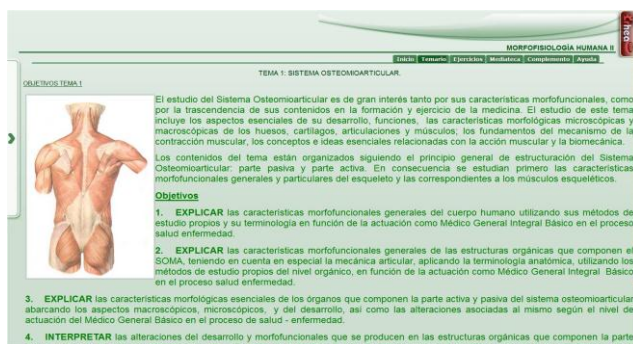 MORFOFISIOLOGÍA HUMANA II
Inicio Temario Ejercicios Mediateca Complemento Ayuda
TEMA 1: SISTEMA OSTEOMIOARTICULAR.
OBJETIVOS TEMA 1
El estudio del Sistema Osteomioarticular es de gran interés tanto por sus características morfofuncionales, como
por la trascendencia de sus contenidos en la formación y ejercicio de la medicina. El estudio de este tema
incluye los aspectos esenciales de su desarrollo, funciones, las características morfológicas microscópicas y
macroscópicas de los huesos, cartílagos, articulaciones y músculos; los fundamentos del mecanismo de la
contracción muscular, los conceptos e ideas esenciales relacionadas con la acción muscular y la biomecánica.
Los contenidos del tema están organizados siguiendo el principio general de estructuración del Sistema
Osteomioarticular: parte pasiva y parte activa. En consecuencia se estudian primero las características
morfofuncionales generales y particulares del esqueleto y las correspondientes a los músculos esqueléticos.
Objetivos
1. EXPLICAR las características morfofuncionales generales del cuerpo humano utilizando sus métodos de
estudio propios y su terminología en función de la actuación como Médico General Integral Básico en el proceso
salud enfermedad.
2. EXPLICAR las características morfofuncionales generales de las estructuras orgánicas que componen el
SOMA, teniendo en cuenta en especial la mecánica articular, aplicando la terminología anatómica, utilizando los
métodos de estudio propios del nivel orgánico, en función de la actuación como Médico General Integral Básico
en el proceso salud enfermedad.
3. EXPLICAR las características morfológicas esenciales de los órganos que componen la parte activa y pasiva del sistema osteomioarticular
abarcando los aspectos macroscópicos, microscópicos, y del desarrollo, así como las alteraciones asociadas al mismo según el nivel de
actuación del Médico General Básico en el proceso de salud - enfermedad.
4. INTERPRETAR las alteraciones del desarrollo y morfofuncionales que se producen en las estructuras orgánicas que componen la parte